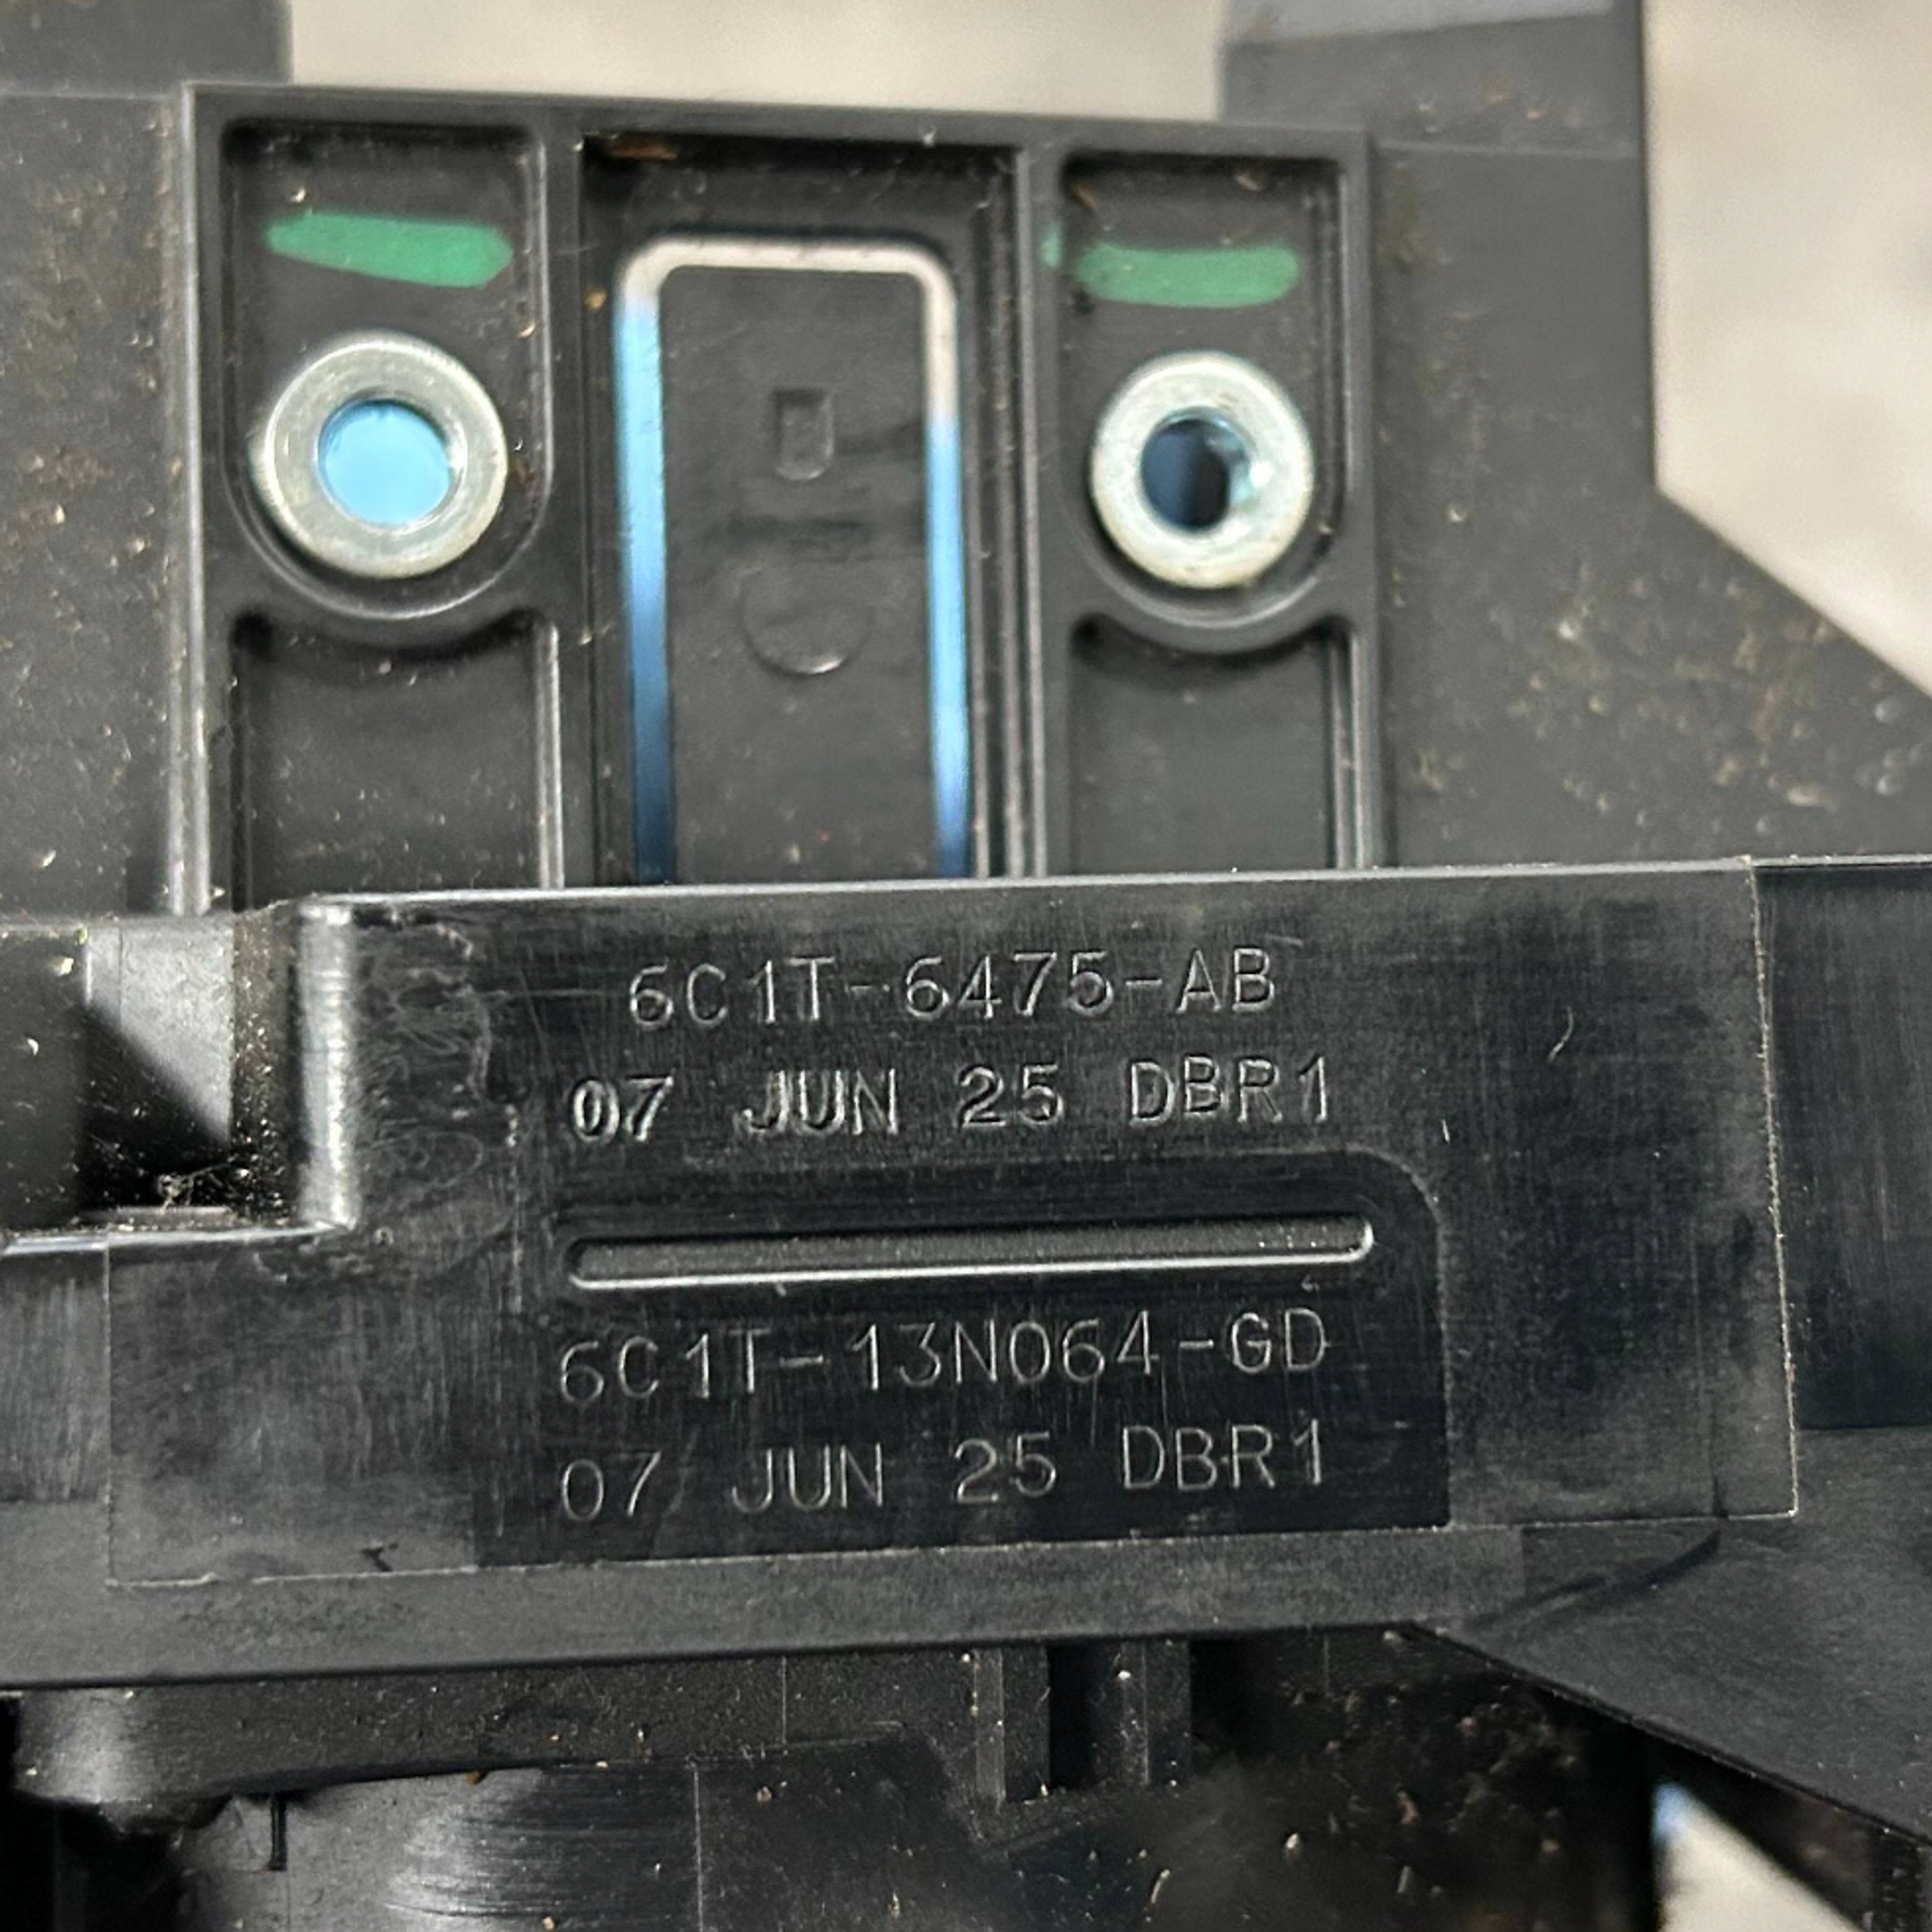 6C1T-6475-AB
07 JUN 25 DBR1
6C1T-13N064-GD
07 JUN 25 DBR1